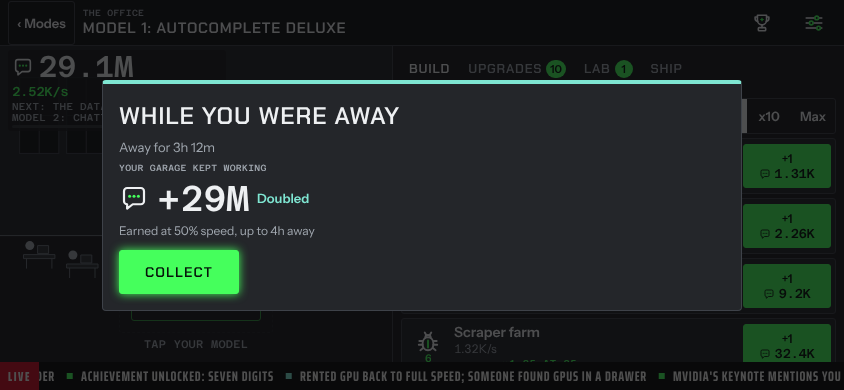 ‹ Modes
THE OFFICE
MODEL 1: AUTOCOMPLETE DELUXE
29.1M
2.52K/s
NEXT: THE DAT
MODEL 2: CHAT
BUILD UPGRADES 10 LAB 1 SHIP
x10 Max
WHILE YOU WERE AWAY
Away for 3h 12m
YOUR GARAGE KEPT WORKING
+29M Doubled
Earned at 50% speed, up to 4h away
COLLECT
+1
1.31K
+1
2.26K
+1
9.2K
Scraper farm
1.32K/s
6
+1
32.4K
TAP YOUR MODEL
LIVE DER ACHIEVEMENT UNLOCKED: SEVEN DIGITS RENTED GPU BACK TO FULL SPEED; SOMEONE FOUND GPUS IN A DRAWER MVIDIA'S KEYNOTE MENTIONS YOU